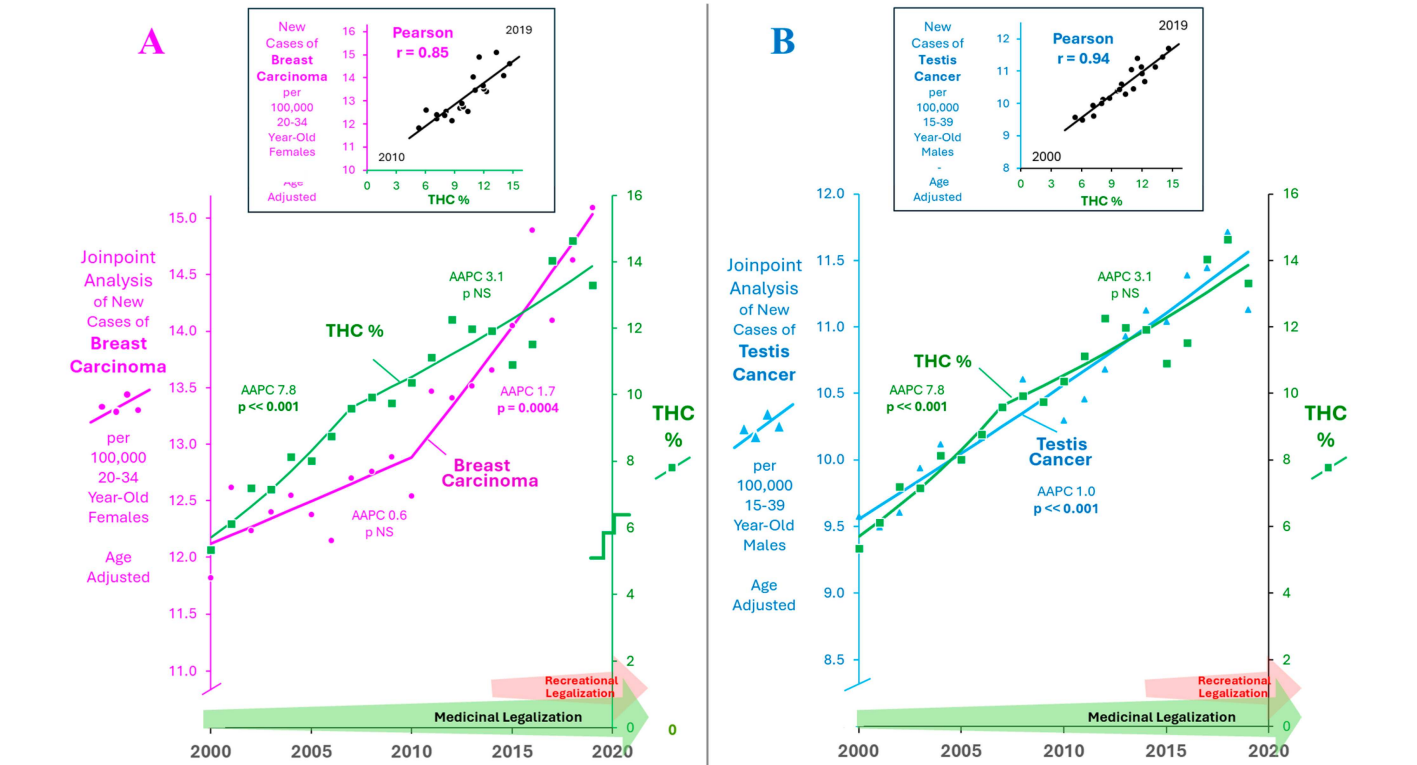 A
New
Cases of
Breast
Carcinoma
per
100,000
20-34
Year-Old
Females
Age
Adjusted
16
15
14
13
12
11
10
Pearson
r = 0.85
2019
2010
0 3 6 9 12 15
THC %
Joinpoint
Analysis
of New
Cases of
Breast
Carcinoma
per
100,000
20-34
Year-Old
Females
Age
Adjusted
15.0
14.5
14.0
13.5
13.0
12.5
12.0
11.5
11.0
AAPC 3.1
p NS
THC %
AAPC 7.8
p << 0.001
AAPC 1.7
p = 0.0004
Breast
Carcinoma
AAPC 0.6
p NS
16
14
12
10
8
6
4
2
0
THC
%
0
Recreational
Legalization
Medicinal Legalization
2000 2005 2010 2015 2020
B
New
Cases of
Testis
Cancer
per
100,000
15-39
Year-Old
Males
-
Age
Adjusted
12
11
10
9
8
Pearson
r = 0.94
2019
2000
0 3 6 9 12 15
THC %
Joinpoint
Analysis
of New
Cases of
Testis
Cancer
per
100,000
15-39
Year-Old
Males
Age
Adjusted
12.0
11.5
11.0
10.5
10.0
9.5
9.0
8.5
AAPC 3.1
p NS
THC %
AAPC 7.8
p << 0.001
Testis
Cancer
AAPC 1.0
p << 0.001
16
14
12
10
8
6
4
2
0
THC
%
Recreational
Legalization
Medicinal Legalization
2000 2005 2010 2015 2020